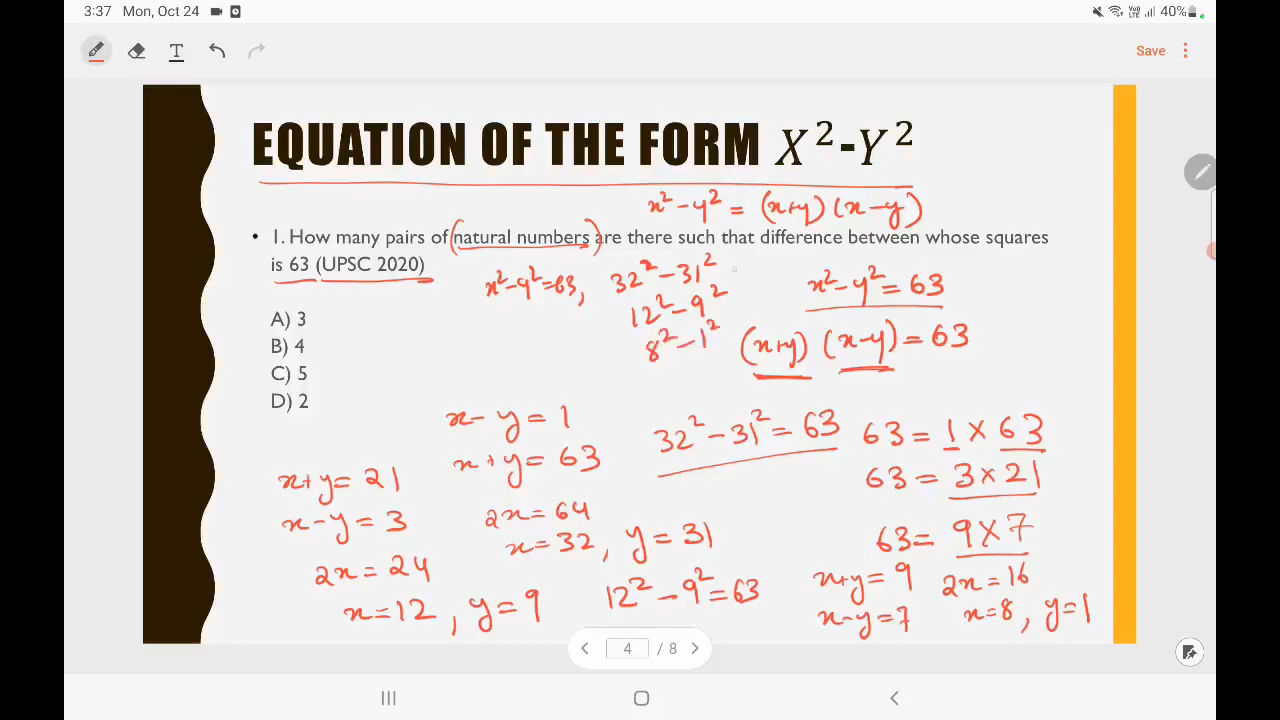 3:37 Mon, Oct 24
Vo) LTE 40%
Save
EQUATION OF THE FORM X²-Y²
x² - y² = (x+y) (x-y)
• 1. How many pairs of (natural numbers) are there such that difference between whose squares
is 63 (UPSC 2020)
x²-y²=63, 32² - 31²
12² - 9²
8² - 1²
x² - y² = 63
(x+y) (x-y) = 63
A) 3
B) 4
C) 5
D) 2
x - y = 1
x + y = 63
2x = 64
x = 32, y = 31
32² - 31² = 63
63 = 1 × 63
63 = 3 × 21
63 = 9 × 7
x+y = 21
x-y = 3
2x = 24
x=12, y = 9
12² - 9² = 63
x+y = 9
x-y = 7
2x = 16
x=8, y=1
4 / 8